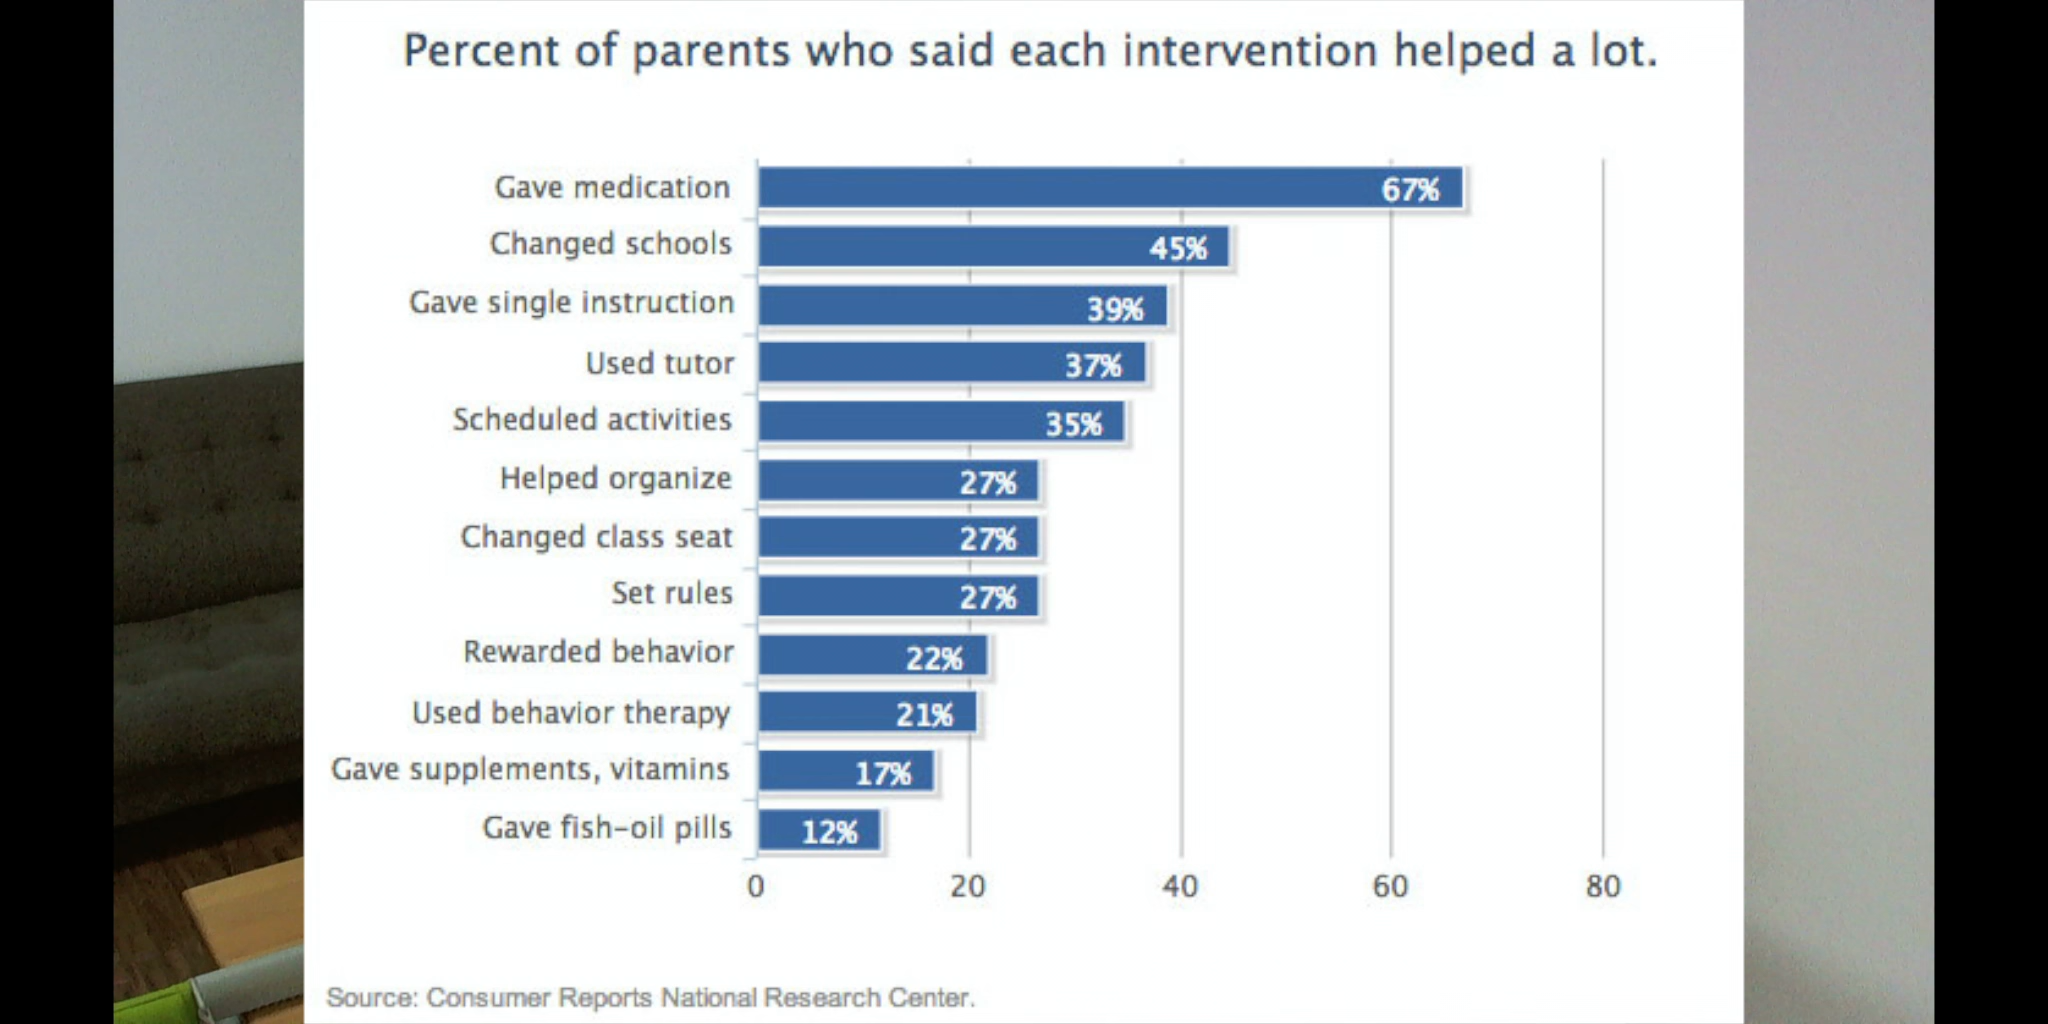 Percent of parents who said each intervention helped a lot.
Gave medication 67%
Changed schools 45%
Gave single instruction 39%
Used tutor 37%
Scheduled activities 35%
Helped organize 27%
Changed class seat 27%
Set rules 27%
Rewarded behavior 22%
Used behavior therapy 21%
Gave supplements, vitamins 17%
Gave fish-oil pills 12%
0 20 40 60 80
Source: Consumer Reports National Research Center.